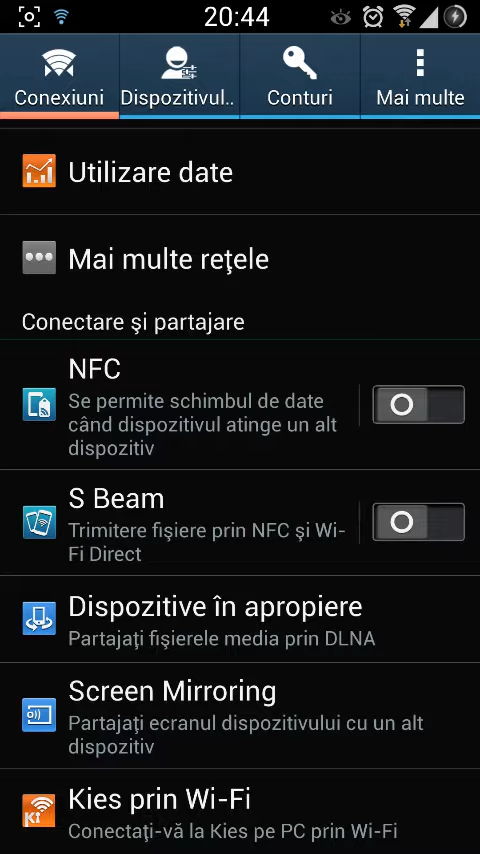 20:44
Conexiuni
Dispozitivul..
Conturi
Mai multe
Utilizare date
Mai multe reţele
Conectare şi partajare
NFC
Se permite schimbul de date
când dispozitivul atinge un alt
dispozitiv
S Beam
Trimitere fişiere prin NFC şi Wi-
Fi Direct
Dispozitive în apropiere
Partajaţi fişierele media prin DLNA
Screen Mirroring
Partajaţi ecranul dispozitivului cu un alt
dispozitiv
Kies prin Wi-Fi
Conectaţi-vă la Kies pe PC prin Wi-Fi